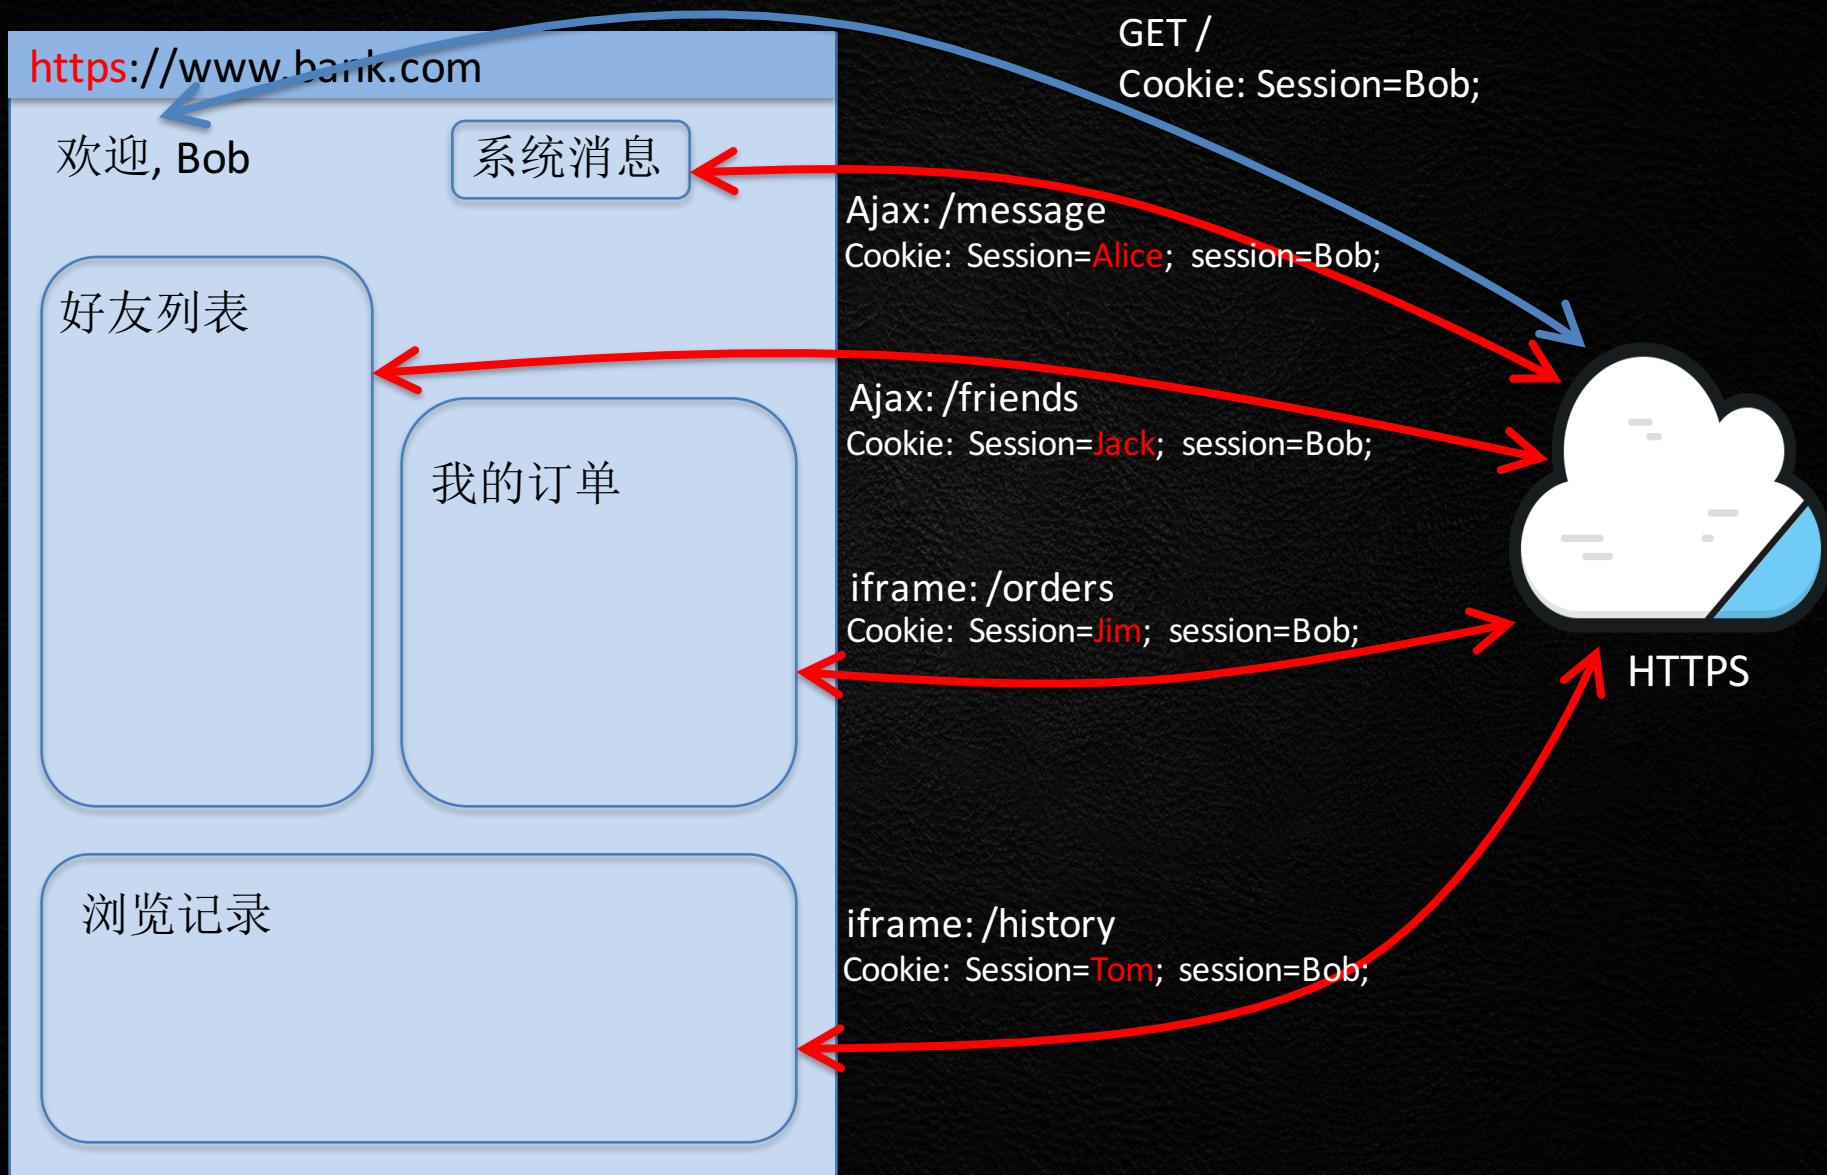 GET /
Cookie: Session=Bob;
https://www.bank.com
欢迎, Bob
系统消息
Ajax: /message
Cookie: Session=Alice; session=Bob;
好友列表
Ajax: /friends
Cookie: Session=Jack; session=Bob;
我的订单
iframe: /orders
Cookie: Session=Jim; session=Bob;
HTTPS
浏览记录
iframe: /history
Cookie: Session=Tom; session=Bob;